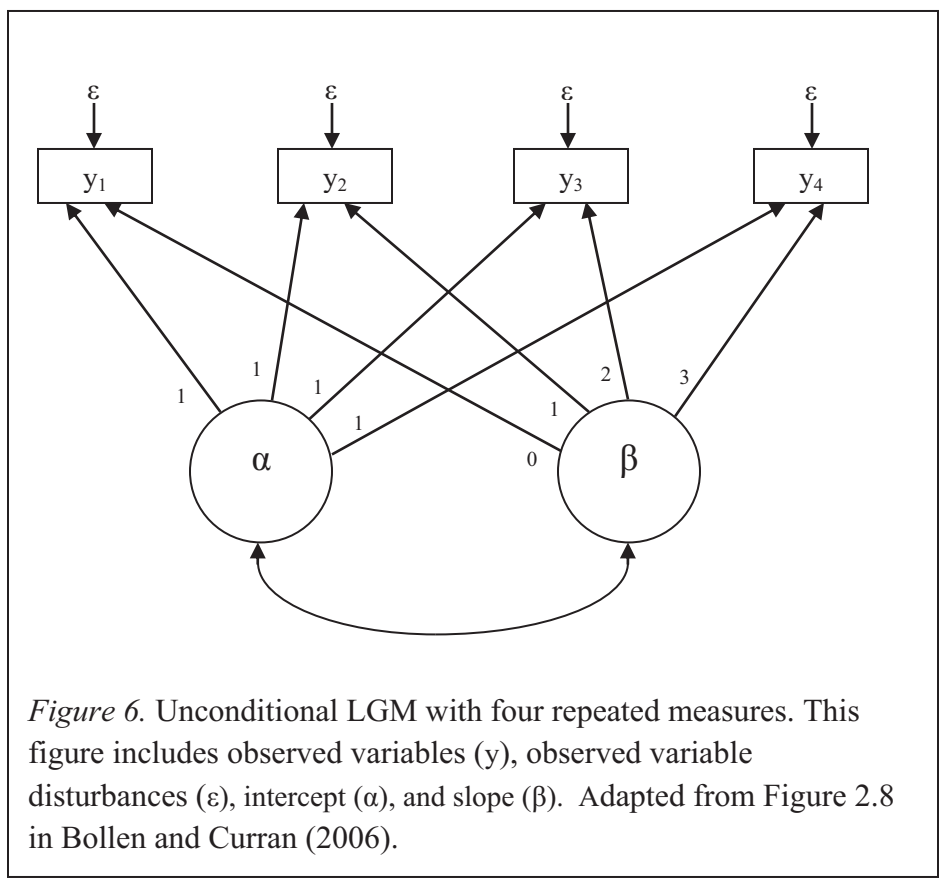 ε ε ε ε
y₁ y₂ y₃ y₄
1 1 1 1 0 1 2 3
α β
Figure 6. Unconditional LGM with four repeated measures. This
figure includes observed variables (y), observed variable
disturbances (ε), intercept (α), and slope (β). Adapted from Figure 2.8
in Bollen and Curran (2006).